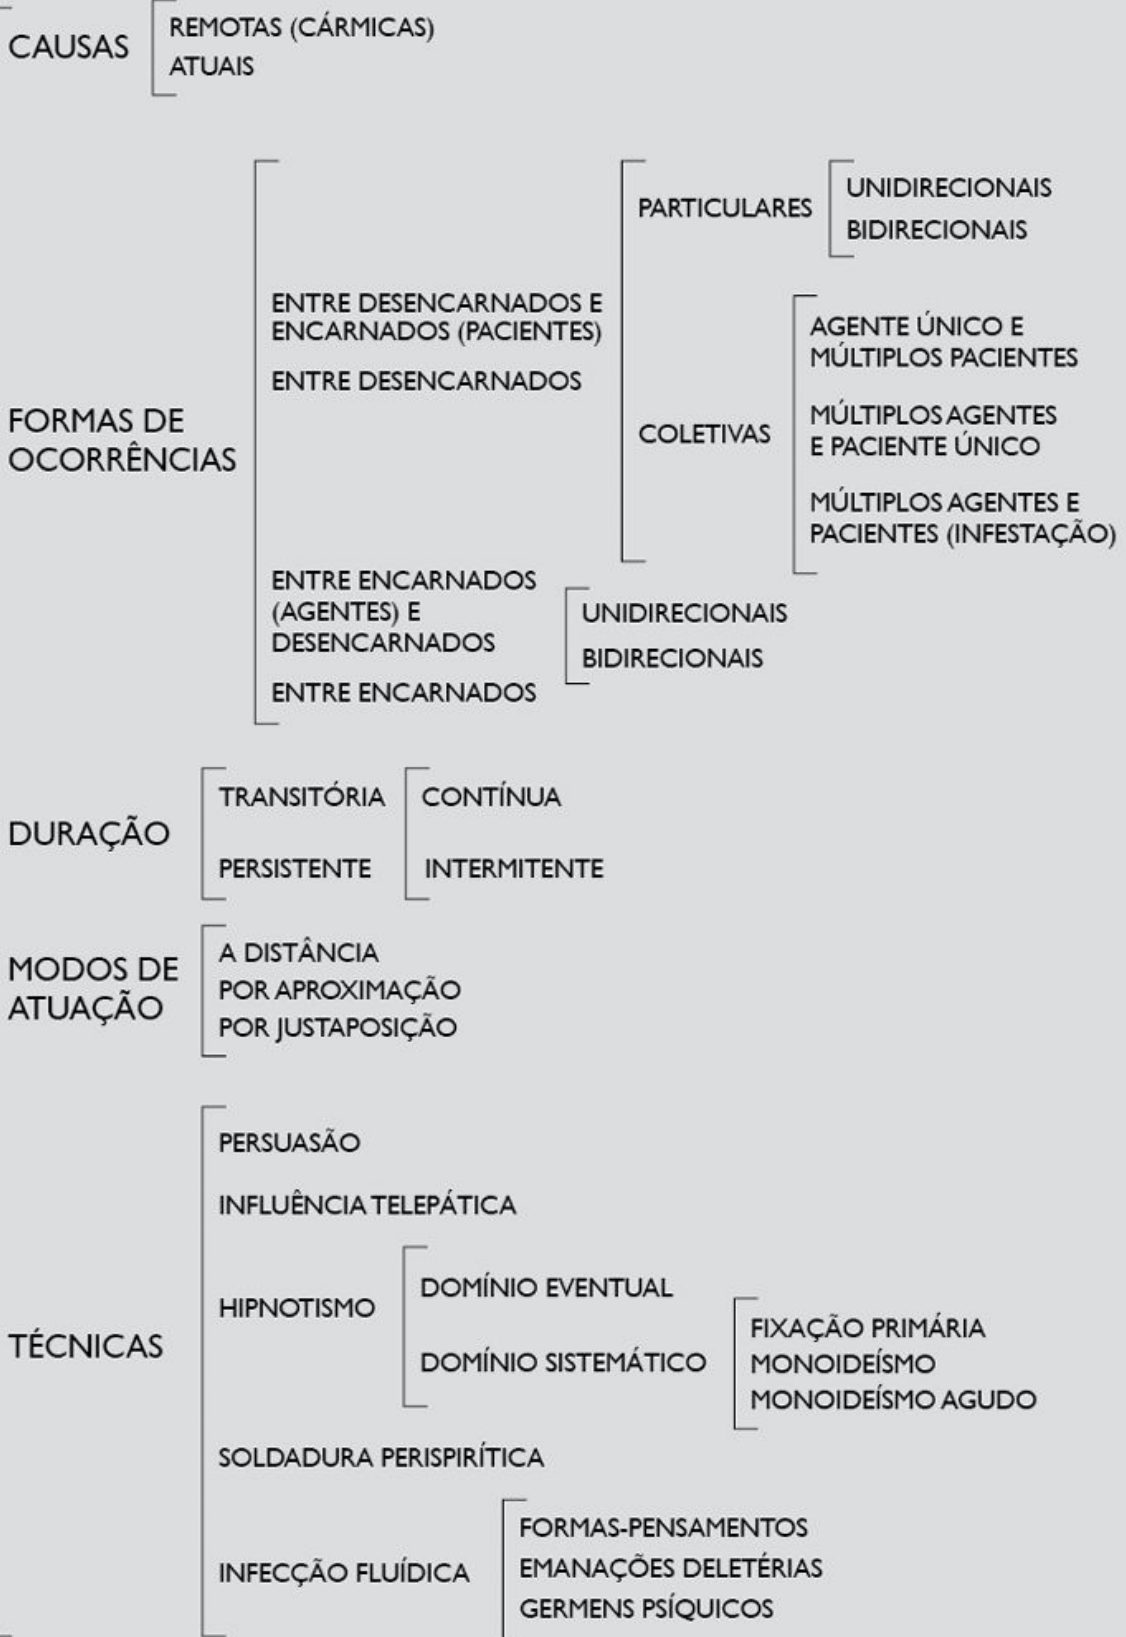 CAUSAS
REMOTAS (CÁRMICAS)
ATUAIS
FORMAS DE
OCORRÊNCIAS
ENTRE DESENCARNADOS E
ENCARNADOS (PACIENTES)
ENTRE DESENCARNADOS
PARTICULARES
UNIDIRECIONAIS
BIDIRECIONAIS
COLETIVAS
AGENTE ÚNICO E
MÚLTIPLOS PACIENTES
MÚLTIPLOS AGENTES
E PACIENTE ÚNICO
MÚLTIPLOS AGENTES E
PACIENTES (INFESTAÇÃO)
ENTRE ENCARNADOS
(AGENTES) E
DESENCARNADOS
ENTRE ENCARNADOS
UNIDIRECIONAIS
BIDIRECIONAIS
DURAÇÃO
TRANSITÓRIA
PERSISTENTE
CONTÍNUA
INTERMITENTE
MODOS DE
ATUAÇÃO
A DISTÂNCIA
POR APROXIMAÇÃO
POR JUSTAPOSIÇÃO
TÉCNICAS
PERSUASÃO
INFLUÊNCIA TELEPÁTICA
HIPNOTISMO
DOMÍNIO EVENTUAL
DOMÍNIO SISTEMÁTICO
FIXAÇÃO PRIMÁRIA
MONOIDEÍSMO
MONOIDEÍSMO AGUDO
SOLDADURA PERISPIRÍTICA
INFECÇÃO FLUÍDICA
FORMAS-PENSAMENTOS
EMANAÇÕES DELETÉRIAS
GERMENS PSÍQUICOS